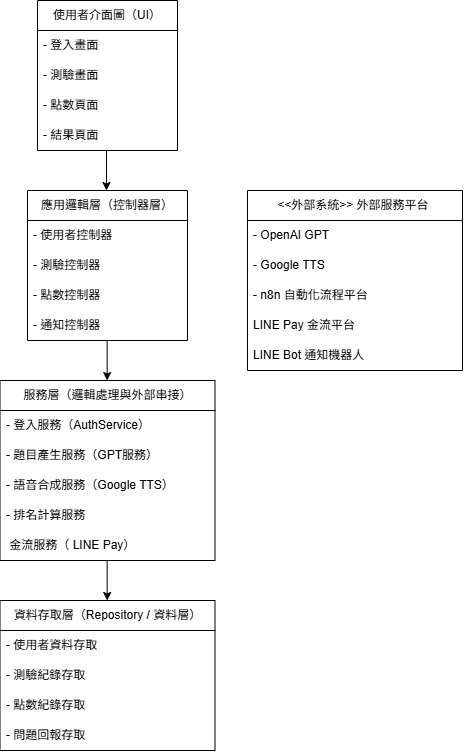 使用者介面圖（UI）
- 登入畫面
- 測驗畫面
- 點數頁面
- 結果頁面
應用邏輯層（控制器層）
- 使用者控制器
- 測驗控制器
- 點數控制器
- 通知控制器
<<外部系統>> 外部服務平台
- OpenAI GPT
- Google TTS
- n8n 自動化流程平台
LINE Pay 金流平台
LINE Bot 通知機器人
服務層（邏輯處理與外部串接）
- 登入服務（AuthService）
- 題目產生服務（GPT服務）
- 語音合成服務（Google TTS）
- 排名計算服務
金流服務（ LINE Pay）
資料存取層（Repository / 資料層）
- 使用者資料存取
- 測驗紀錄存取
- 點數紀錄存取
- 問題回報存取